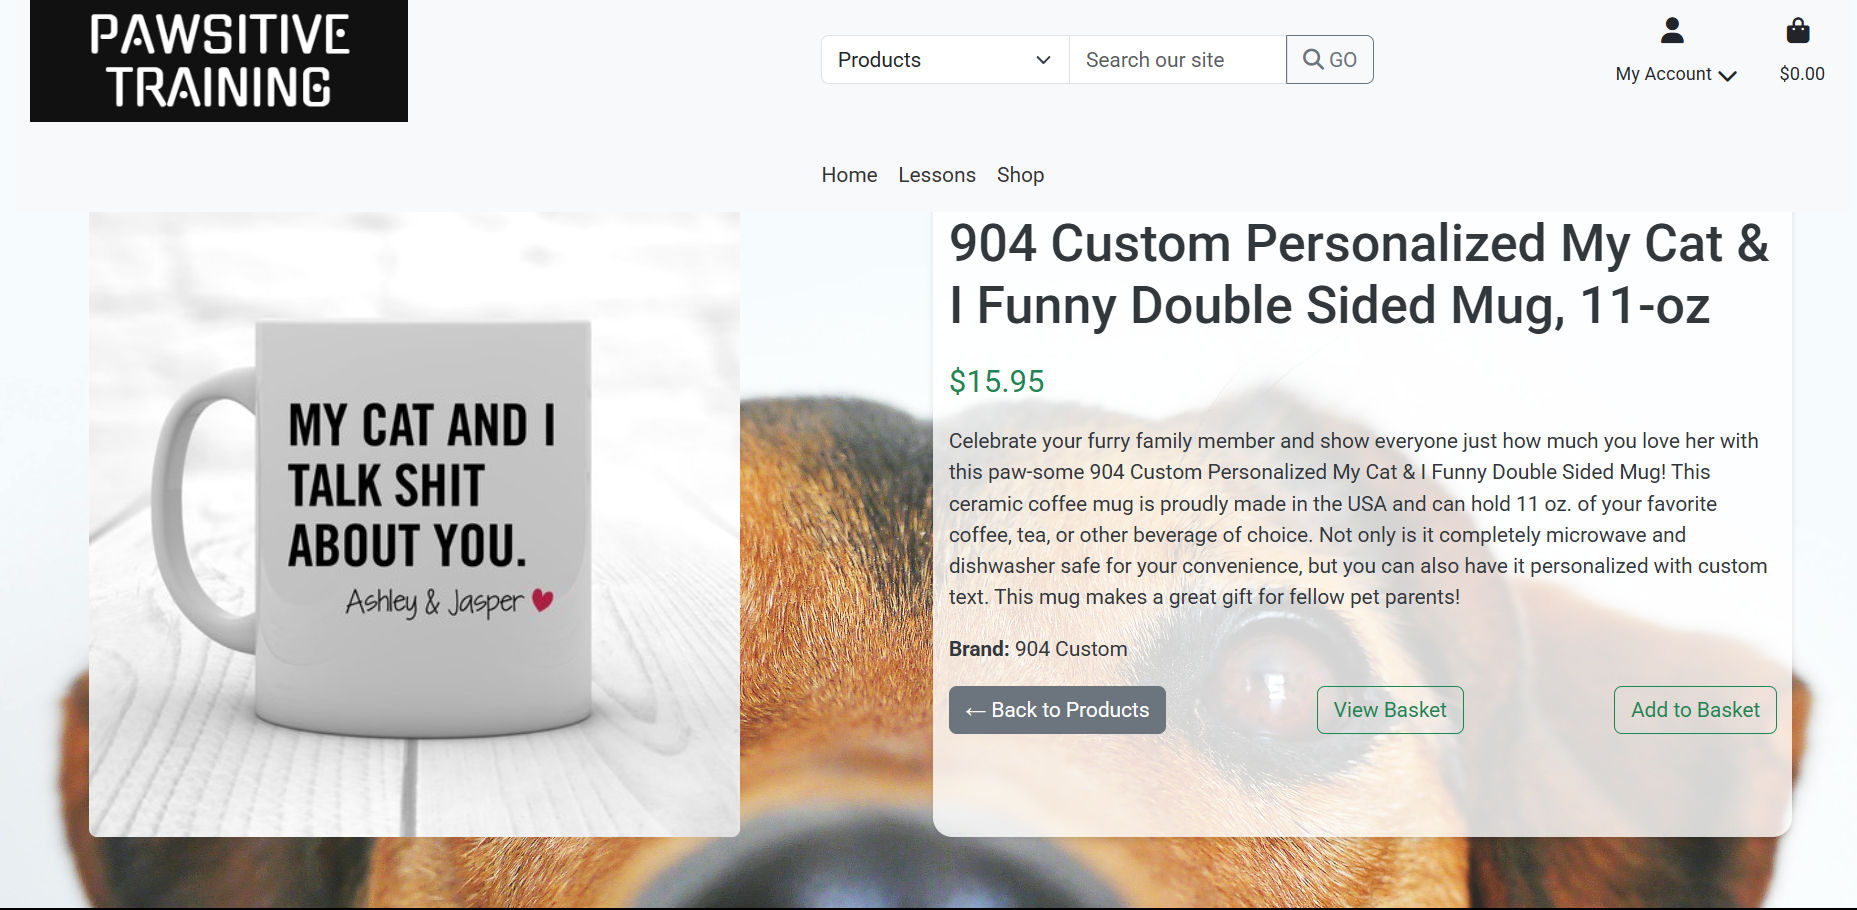 PAWSITIVE
TRAINING
Products
Search our site
GO
My Account
$0.00
Home Lessons Shop
MY CAT AND I
TALK SHIT
ABOUT YOU.
Ashley & Jasper
904 Custom Personalized My Cat &
I Funny Double Sided Mug, 11-oz
$15.95
Celebrate your furry family member and show everyone just how much you love her with
this paw-some 904 Custom Personalized My Cat & I Funny Double Sided Mug! This
ceramic coffee mug is proudly made in the USA and can hold 11 oz. of your favorite
coffee, tea, or other beverage of choice. Not only is it completely microwave and
dishwasher safe for your convenience, but you can also have it personalized with custom
text. This mug makes a great gift for fellow pet parents!
Brand: 904 Custom
← Back to Products
View Basket
Add to Basket